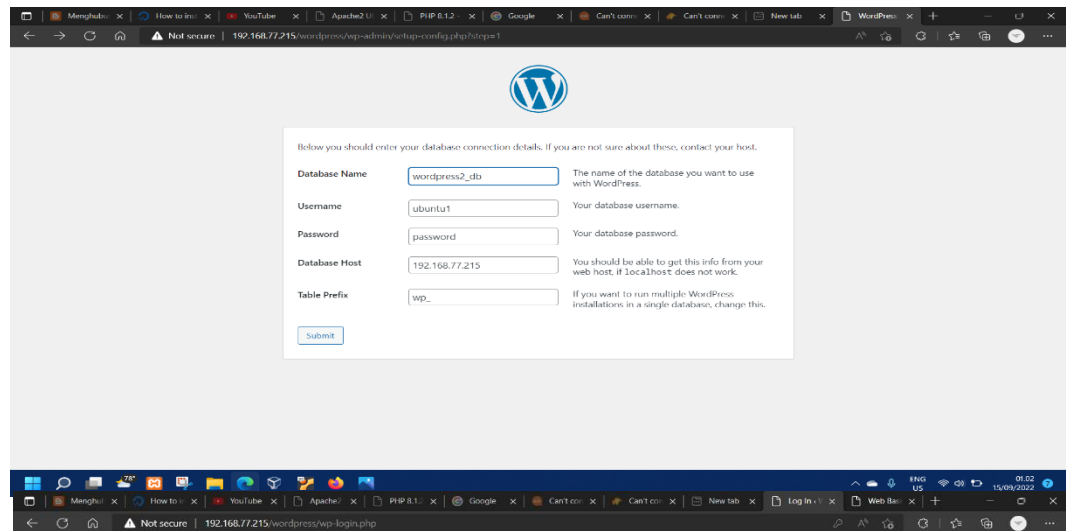 Menghubu
How to inst
YouTube
Apache2 U
PHP 8.1.2 -
Google
Can't conn
Can't conn
New tab
WordPress
Not secure | 192.168.77.215/wordpress/wp-admin/setup-config.php?step=1
Below you should enter your database connection details. If you are not sure about these, contact your host.
Database Name
wordpress2_db
The name of the database you want to use
with WordPress.
Username
ubuntu1
Your database username.
Password
password
Your database password.
Database Host
192.168.77.215
You should be able to get this info from your
web host, if localhost does not work.
Table Prefix
wp_
If you want to run multiple WordPress
installations in a single database, change this.
Submit
78°
ENG
US
01.02
15/09/2022
Menghub
How to i
YouTube
Apache2
PHP 8.1.2
Google
Can't con
Can't con
New tab
Log In ‹
Web Bas
Not secure | 192.168.77.215/wordpress/wp-login.php